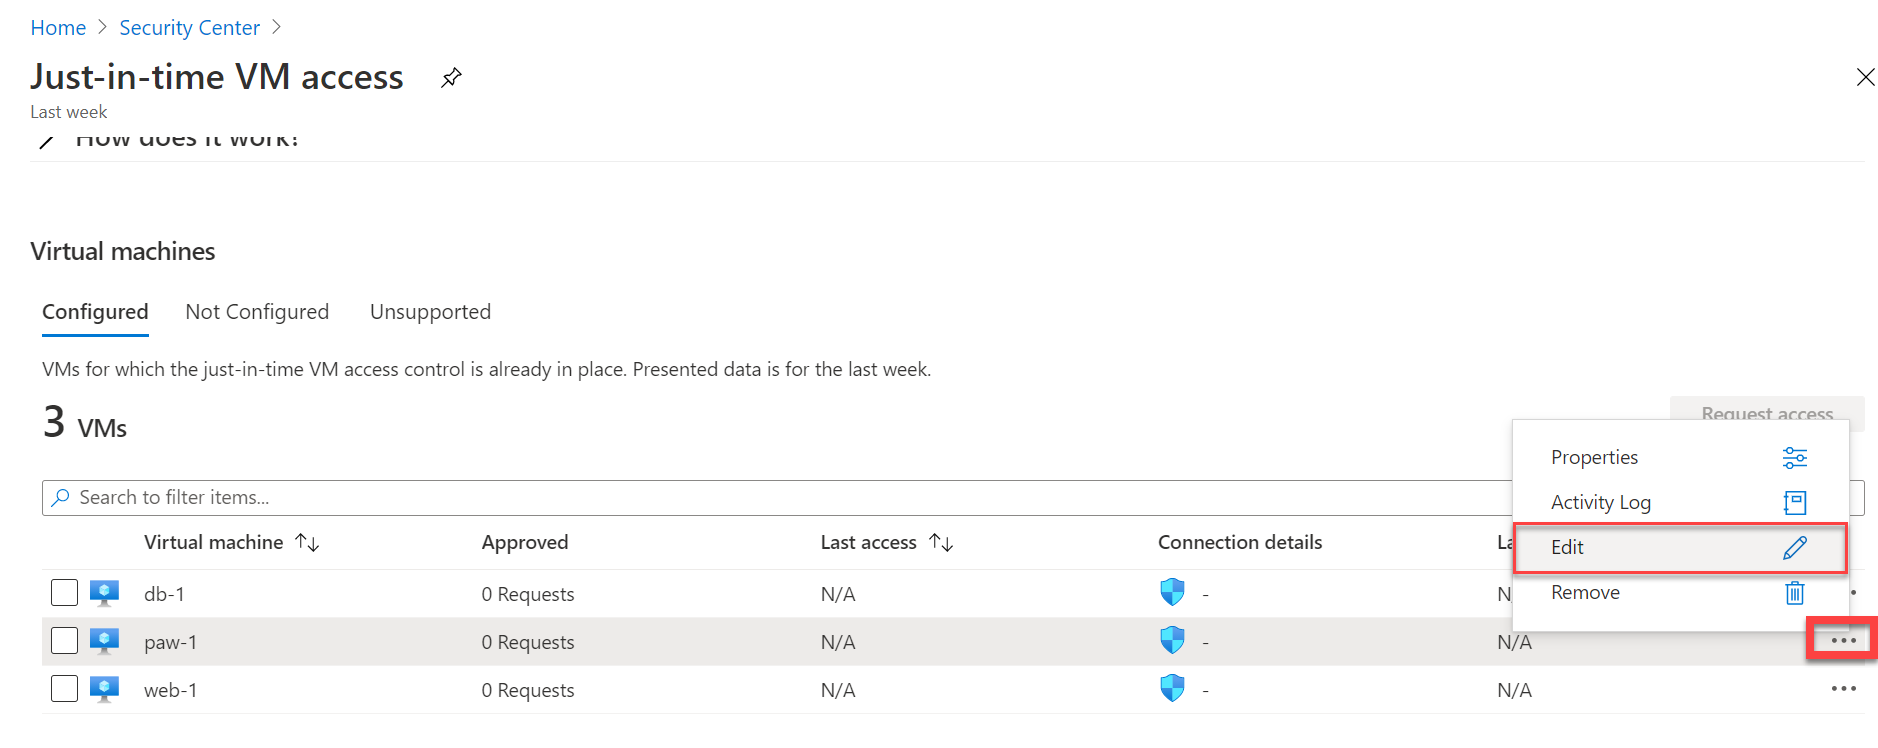 Home > Security Center >
Just-in-time VM access
Last week
How does it work?
Virtual machines
Configured Not Configured Unsupported
VMs for which the just-in-time VM access control is already in place. Presented data is for the last week.
3 VMs
Request access
Properties
Activity Log
Edit
Remove
Search to filter items...
Virtual machine Approved Last access Connection details
db-1 0 Requests N/A -
paw-1 0 Requests N/A - N/A
web-1 0 Requests N/A - N/A